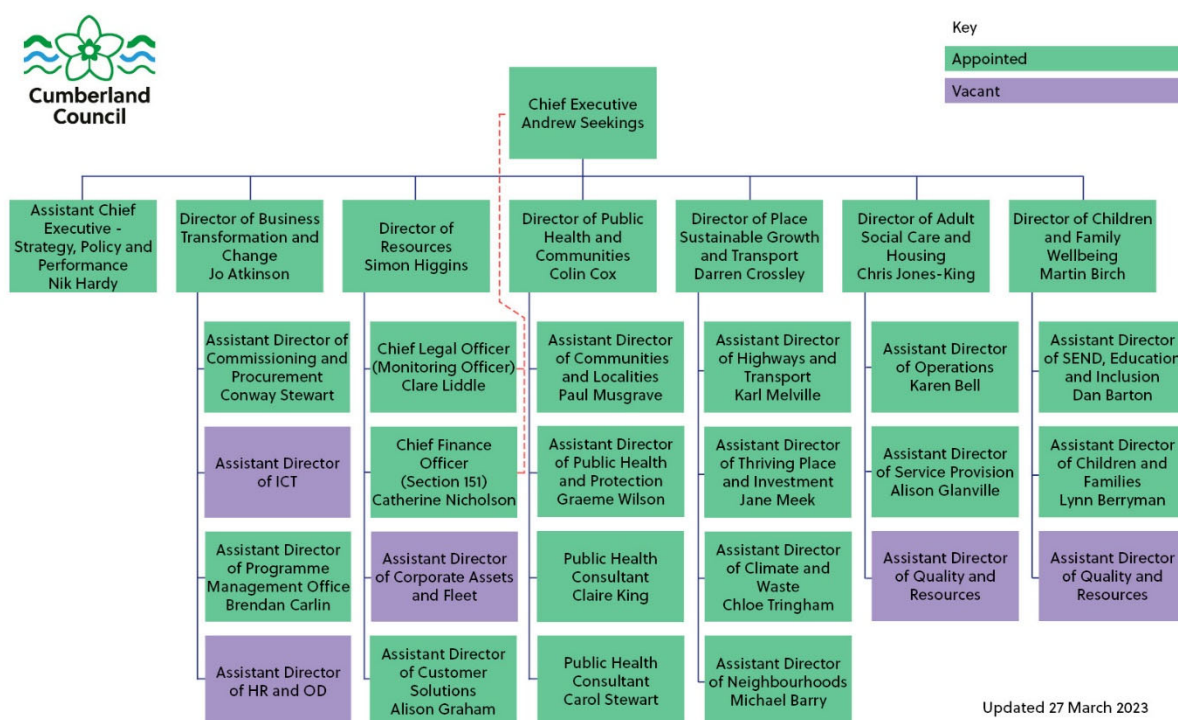 Cumberland
Council
Key
Appointed
Vacant
Chief Executive
Andrew Seekings
Assistant Chief
Executive -
Strategy, Policy and
Performance
Nik Hardy
Director of Business
Transformation and
Change
Jo Atkinson
Director of
Resources
Simon Higgins
Director of Public
Health and
Communities
Colin Cox
Director of Place
Sustainable Growth
and Transport
Darren Crossley
Director of Adult
Social Care and
Housing
Chris Jones-King
Director of Children
and Family
Wellbeing
Martin Birch
Assistant Director of
Commissioning and
Procurement
Conway Stewart
Assistant Director
of ICT
Assistant Director
of Programme
Management Office
Brendan Carlin
Assistant Director
of HR and OD
Chief Legal Officer
(Monitoring Officer)
Clare Liddle
Chief Finance
Officer
(Section 151)
Catherine Nicholson
Assistant Director
of Corporate Assets
and Fleet
Assistant Director
of Customer
Solutions
Alison Graham
Assistant Director
of Communities
and Localities
Paul Musgrave
Assistant Director
of Public Health
and Protection
Graeme Wilson
Public Health
Consultant
Claire King
Public Health
Consultant
Carol Stewart
Assistant Director
of Highways and
Transport
Karl Melville
Assistant Director
of Thriving Place
and Investment
Jane Meek
Assistant Director
of Climate and
Waste
Chloe Tringham
Assistant Director
of Neighbourhoods
Michael Barry
Assistant Director
of Operations
Karen Bell
Assistant Director
of Service Provision
Alison Glanville
Assistant Director
of Quality and
Resources
Assistant Director
of SEND, Education
and Inclusion
Dan Barton
Assistant Director
of Children and
Families
Lynn Berryman
Assistant Director
of Quality and
Resources
Updated 27 March 2023